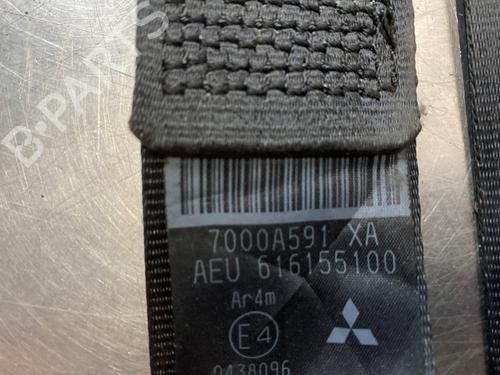 B-PARTS
7000A591 XA
AEU 616155100
Ar4m
E4
0438096